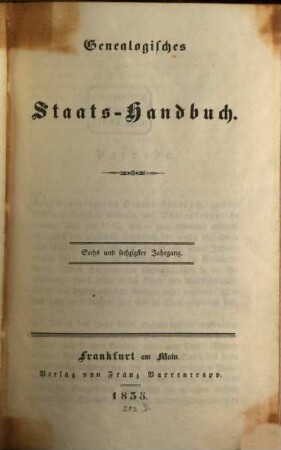 Genealogisches
Staats-Handbuch.
Sechs und sechzigster Jahrgang.
Frankfurt am Main.
Verlag von Franz Varrentrapp.
1835.